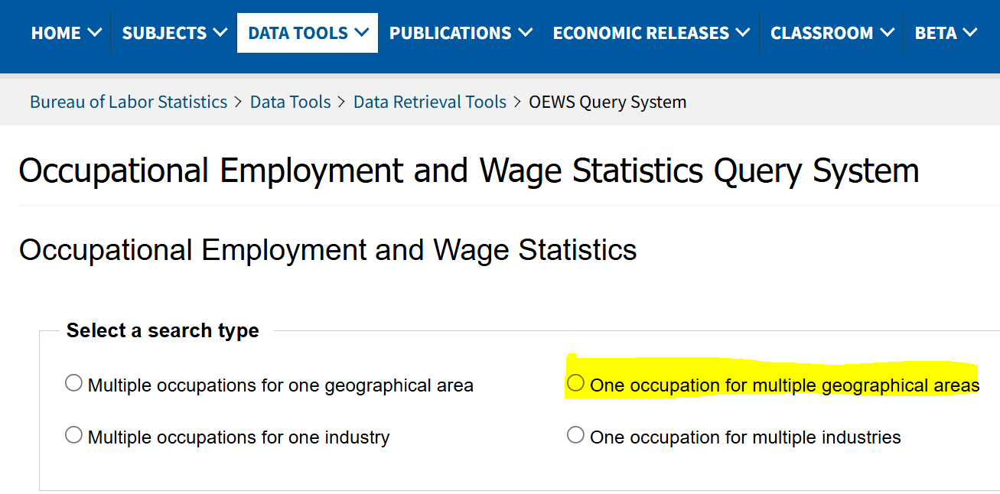 HOME SUBJECTS DATA TOOLS PUBLICATIONS ECONOMIC RELEASES CLASSROOM BETA
Bureau of Labor Statistics > Data Tools > Data Retrieval Tools > OEWS Query System
Occupational Employment and Wage Statistics Query System
Occupational Employment and Wage Statistics
Select a search type
Multiple occupations for one geographical area One occupation for multiple geographical areas
Multiple occupations for one industry One occupation for multiple industries